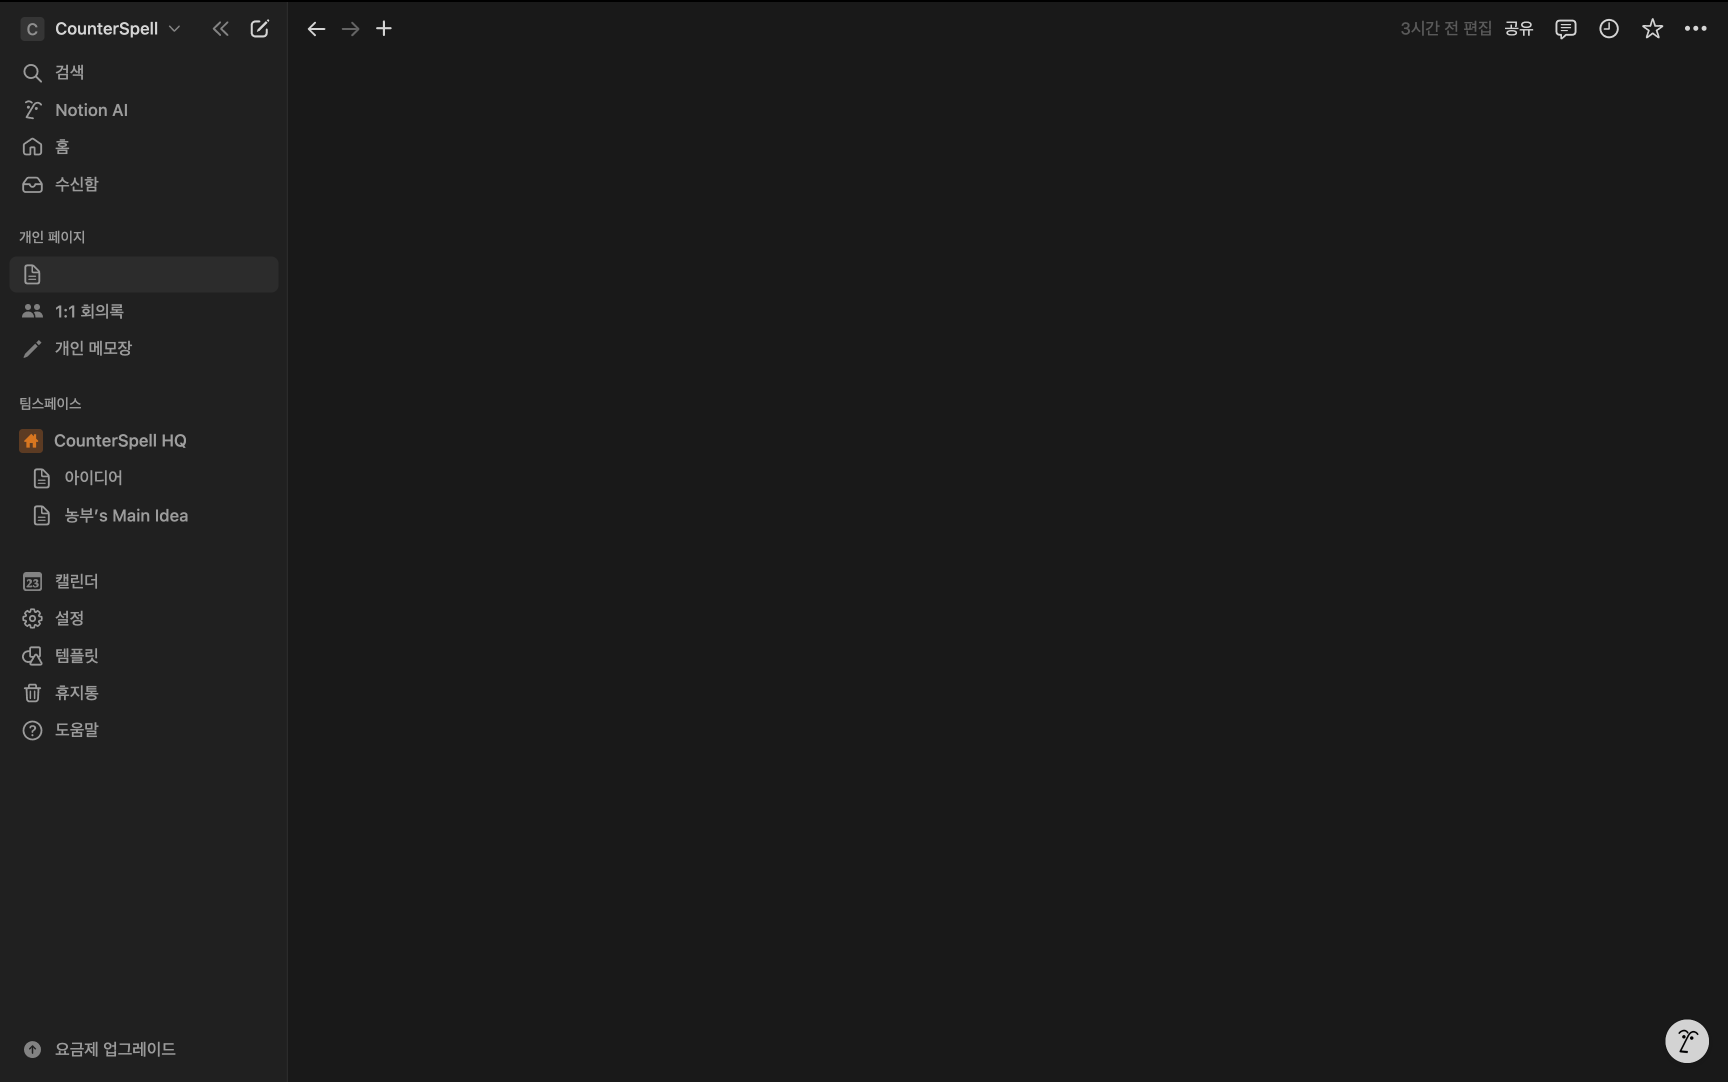 C CounterSpell
3시간 전 편집 공유
검색
Notion AI
홈
수신함
개인 페이지
1:1 회의록
개인 메모장
팀스페이스
CounterSpell HQ
아이디어
농부's Main Idea
23 캘린더
설정
템플릿
휴지통
? 도움말
요금제 업그레이드